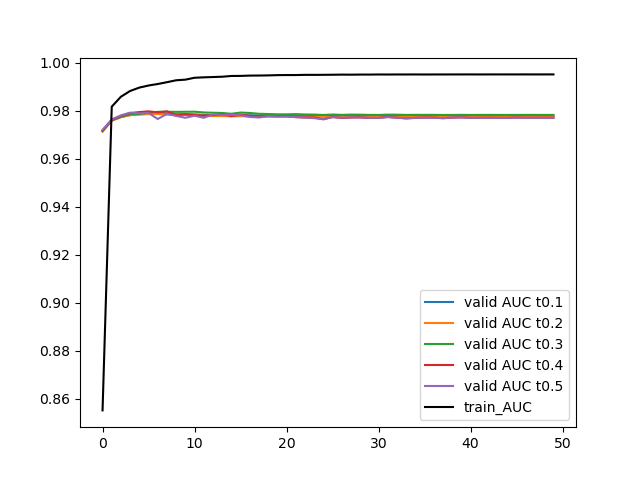 1.00
0.98
0.96
0.94
0.92
0.90
0.88
0.86
0
10
20
30
40
50
valid AUC t0.1
valid AUC t0.2
valid AUC t0.3
valid AUC t0.4
valid AUC t0.5
train_AUC